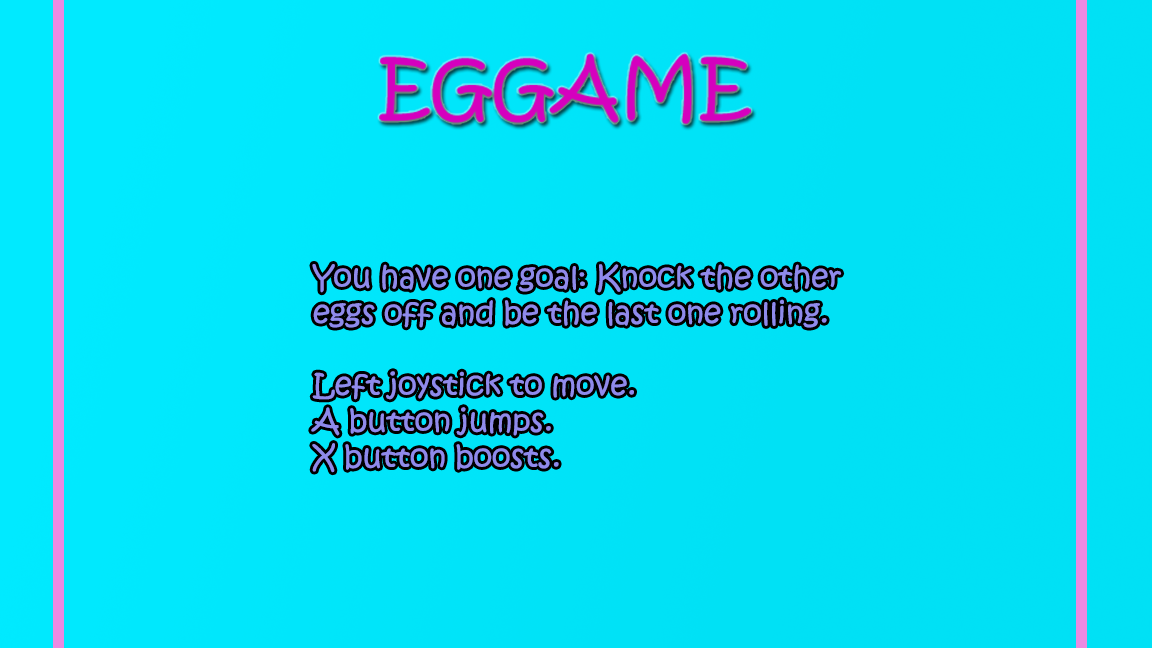 EGGAME
You have one goal: Knock the other
eggs off and be the last one rolling.
Left joystick to move.
A button jumps.
X button boosts.